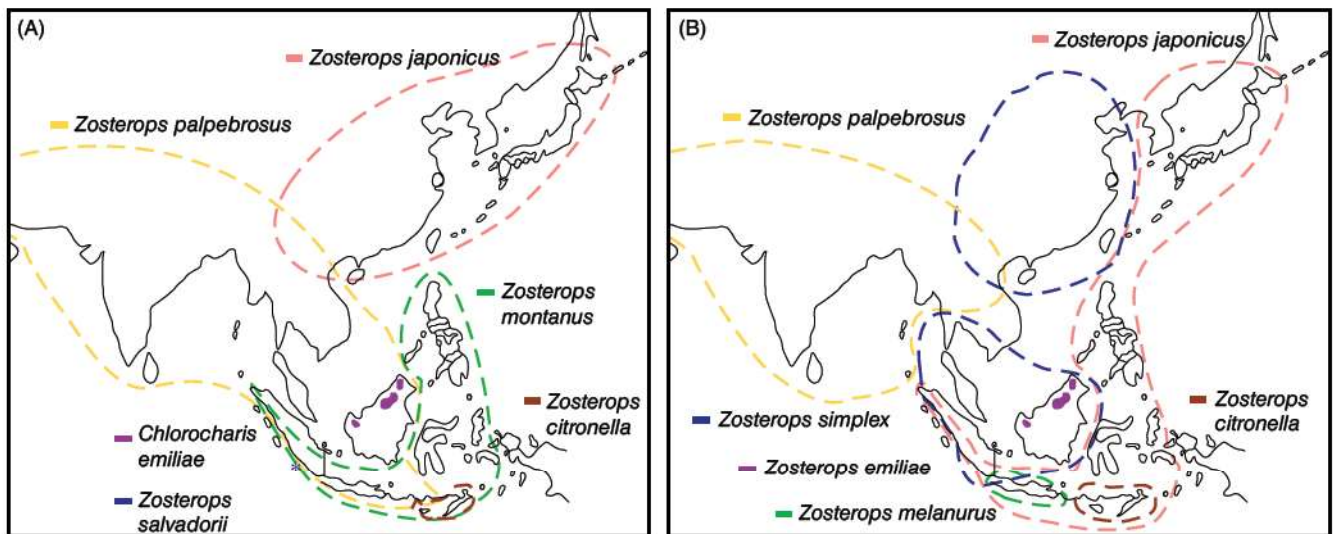 (A)
Zosterops japonicus
Zosterops palpebrosus
Zosterops
montanus
Zosterops
citronella
Chlorocharis
emiliae
*
Zosterops
salvadorii
(B)
Zosterops japonicus
Zosterops palpebrosus
Zosterops simplex
Zosterops
citronella
Zosterops emiliae
Zosterops melanurus